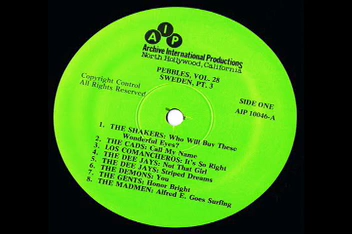 AIP
Archive International Productions
North Hollywood, California
PEBBLES, VOL. 28
SWEDEN, PT. 3
Copyright Control
All Rights Reserved
SIDE ONE
AIP 10046-A
1. THE SHAKERS: Who Will Buy These
Wonderful Eyes?
2. THE CADS: Call My Name
3. LOS COMANCHEROS: It's So Right
4. THE DEE JAYS: Not That Girl
5. THE DEE JAYS: Striped Dreams
6. THE DEMONS: You
7. THE GENTS: Honor Bright
8. THE MADMEN: Alfred E. Goes Surfing